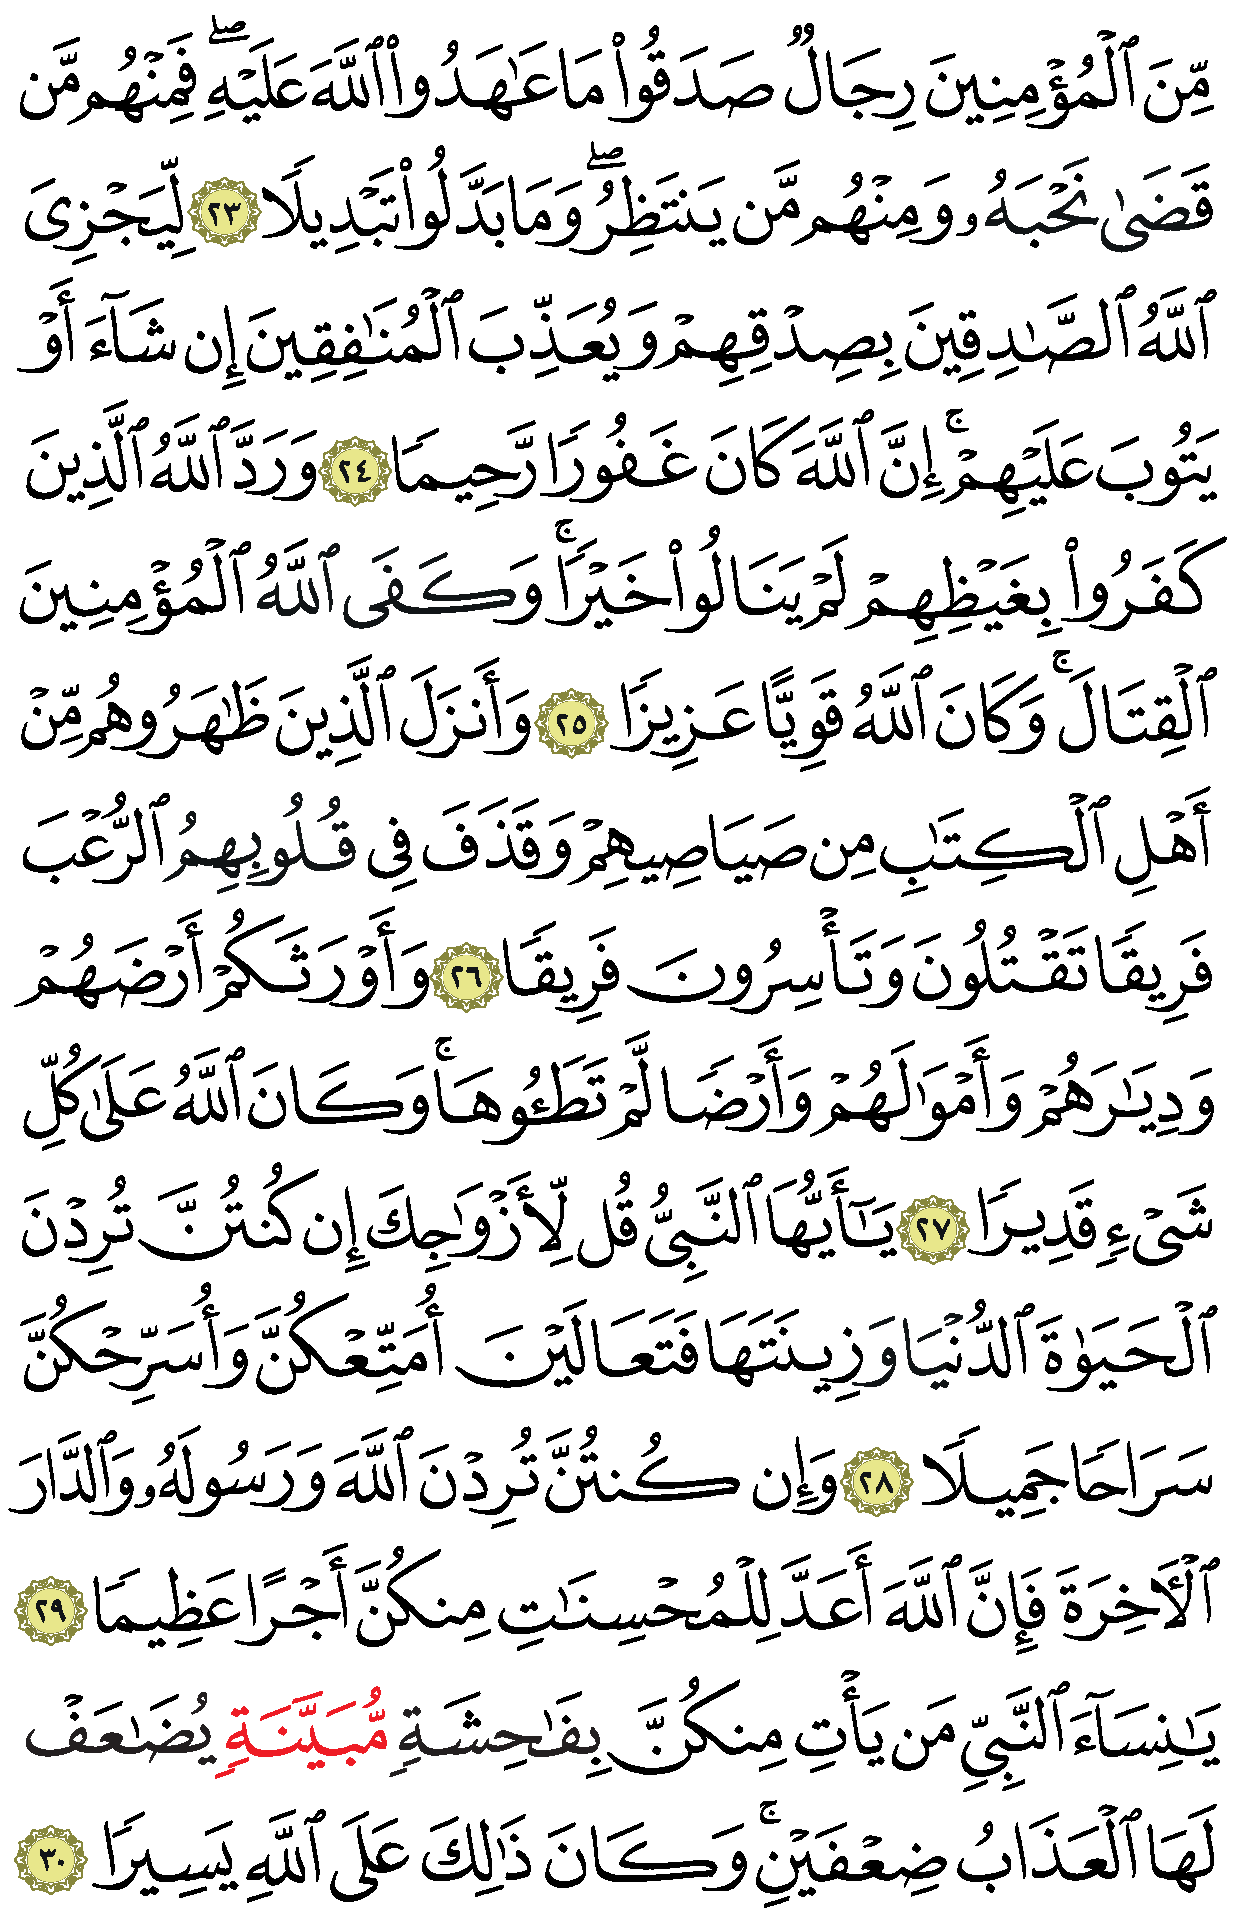 مِّنَ ٱلْمُؤْمِنِينَ رِجَالٌ صَدَقُوا۟ مَا عَٰهَدُوا۟ ٱللَّهَ عَلَيْهِ ۖ فَمِنْهُم مَّن
قَضَىٰ نَحْبَهُۥ وَمِنْهُم مَّن يَنتَظِرُ ۖ وَمَا بَدَّلُوا۟ تَبْدِيلًا ٢٣ لِّيَجْزِىَ
ٱللَّهُ ٱلصَّٰدِقِينَ بِصِدْقِهِمْ وَيُعَذِّبَ ٱلْمُنَٰفِقِينَ إِن شَآءَ أَوْ
يَتُوبَ عَلَيْهِمْ ۚ إِنَّ ٱللَّهَ كَانَ غَفُورًا رَّحِيمًا ٢٤ وَرَدَّ ٱللَّهُ ٱلَّذِينَ
كَفَرُوا۟ بِغَيْظِهِمْ لَمْ يَنَالُوا۟ خَيْرًا ۚ وَكَفَى ٱللَّهُ ٱلْمُؤْمِنِينَ
ٱلْقِتَالَ ۚ وَكَانَ ٱللَّهُ قَوِيًّا عَزِيزًا ٢٥ وَأَنزَلَ ٱلَّذِينَ ظَٰهَرُوهُم مِّنْ
أَهْلِ ٱلْكِتَٰبِ مِن صَيَاصِيهِمْ وَقَذَفَ فِى قُلُوبِهِمُ ٱلرُّعْبَ
فَرِيقًا تَقْتُلُونَ وَتَأْسِرُونَ فَرِيقًا ٢٦ وَأَوْرَثَكُمْ أَرْضَهُمْ
وَدِيَٰرَهُمْ وَأَمْوَٰلَهُمْ وَأَرْضًا لَّمْ تَطَـُٔوهَا ۚ وَكَانَ ٱللَّهُ عَلَىٰ كُلِّ
شَىْءٍ قَدِيرًا ٢٧ يَٰٓأَيُّهَا ٱلنَّبِىُّ قُل لِّأَزْوَٰجِكَ إِن كُنتُنَّ تُرِدْنَ
ٱلْحَيَوٰةَ ٱلدُّنْيَا وَزِينَتَهَا فَتَعَالَيْنَ أُمَتِّعْكُنَّ وَأُسَرِّحْكُنَّ
سَرَاحًا جَمِيلًا ٢٨ وَإِن كُنتُنَّ تُرِدْنَ ٱللَّهَ وَرَسُولَهُۥ وَٱلدَّارَ
ٱلْءَاخِرَةَ فَإِنَّ ٱللَّهَ أَعَدَّ لِلْمُحْسِنَٰتِ مِنكُنَّ أَجْرًا عَظِيمًا ٢٩
يَٰنِسَآءَ ٱلنَّبِىِّ مَن يَأْتِ مِنكُنَّ بِفَٰحِشَةٍ مُّبَيَّنَةٍ يُضَٰعَفْ
لَهَا ٱلْعَذَابُ ضِعْفَيْنِ ۚ وَكَانَ ذَٰلِكَ عَلَى ٱللَّهِ يَسِيرًا ٣٠